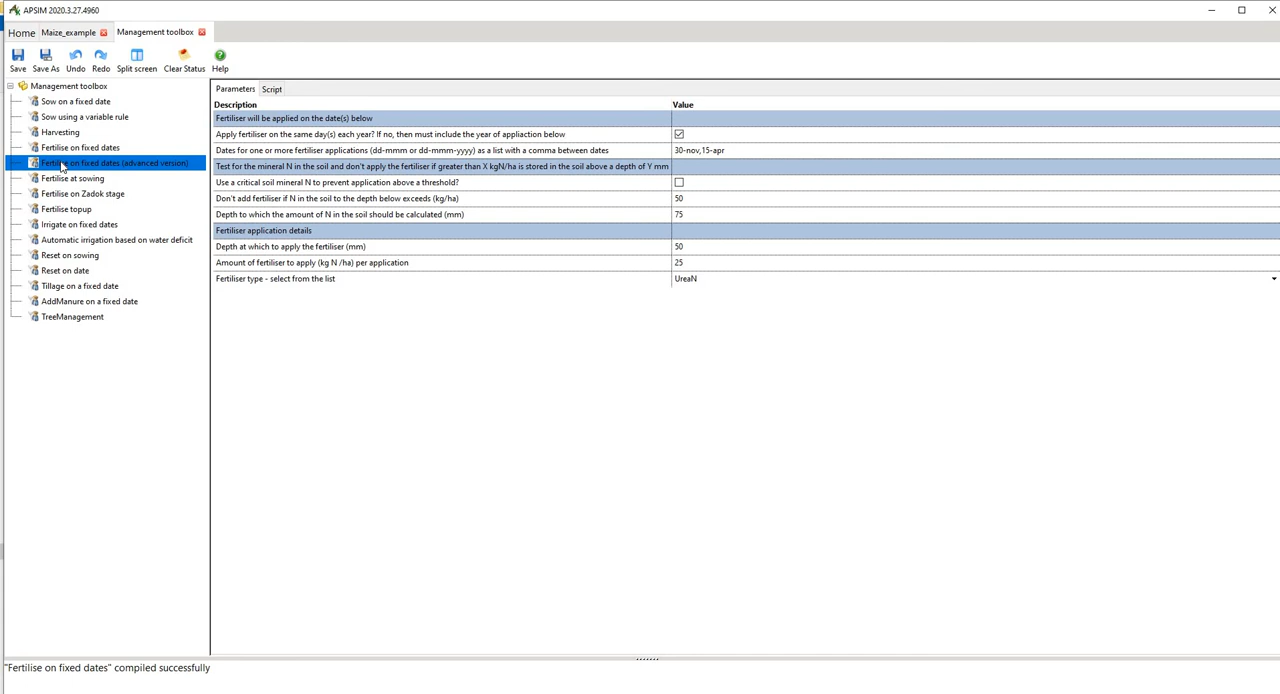 APSIM 2020.3.27.4960
Home Maize_example Management toolbox
Save Save As Undo Redo Split screen Clear Status Help
Management toolbox
Sow on a fixed date
Sow using a variable rule
Harvesting
Fertilise on fixed dates
Fertilise on fixed dates (advanced version)
Fertilise at sowing
Fertilise on Zadok stage
Fertilise topup
Irrigate on fixed dates
Automatic irrigation based on water deficit
Reset on sowing
Reset on date
Tillage on a fixed date
AddManure on a fixed date
TreeManagement
Parameters Script
Description Value
Fertiliser will be applied on the date(s) below
Apply fertiliser on the same day(s) each year? If no, then must include the year of appliaction below
Dates for one or more fertiliser applications (dd-mmm or dd-mmm-yyyy) as a list with a comma between dates 30-nov,15-apr
Test for the mineral N in the soil and don't apply the fertiliser if greater than X kgN/ha is stored in the soil above a depth of Y mm
Use a critical soil mineral N to prevent application above a threshold?
Don't add fertiliser if N in the soil to the depth below exceeds (kg/ha) 50
Depth to which the amount of N in the soil should be calculated (mm) 75
Fertiliser application details
Depth at which to apply the fertiliser (mm) 50
Amount of fertiliser to apply (kg N /ha) per application 25
Fertiliser type - select from the list UreaN
"Fertilise on fixed dates" compiled successfully